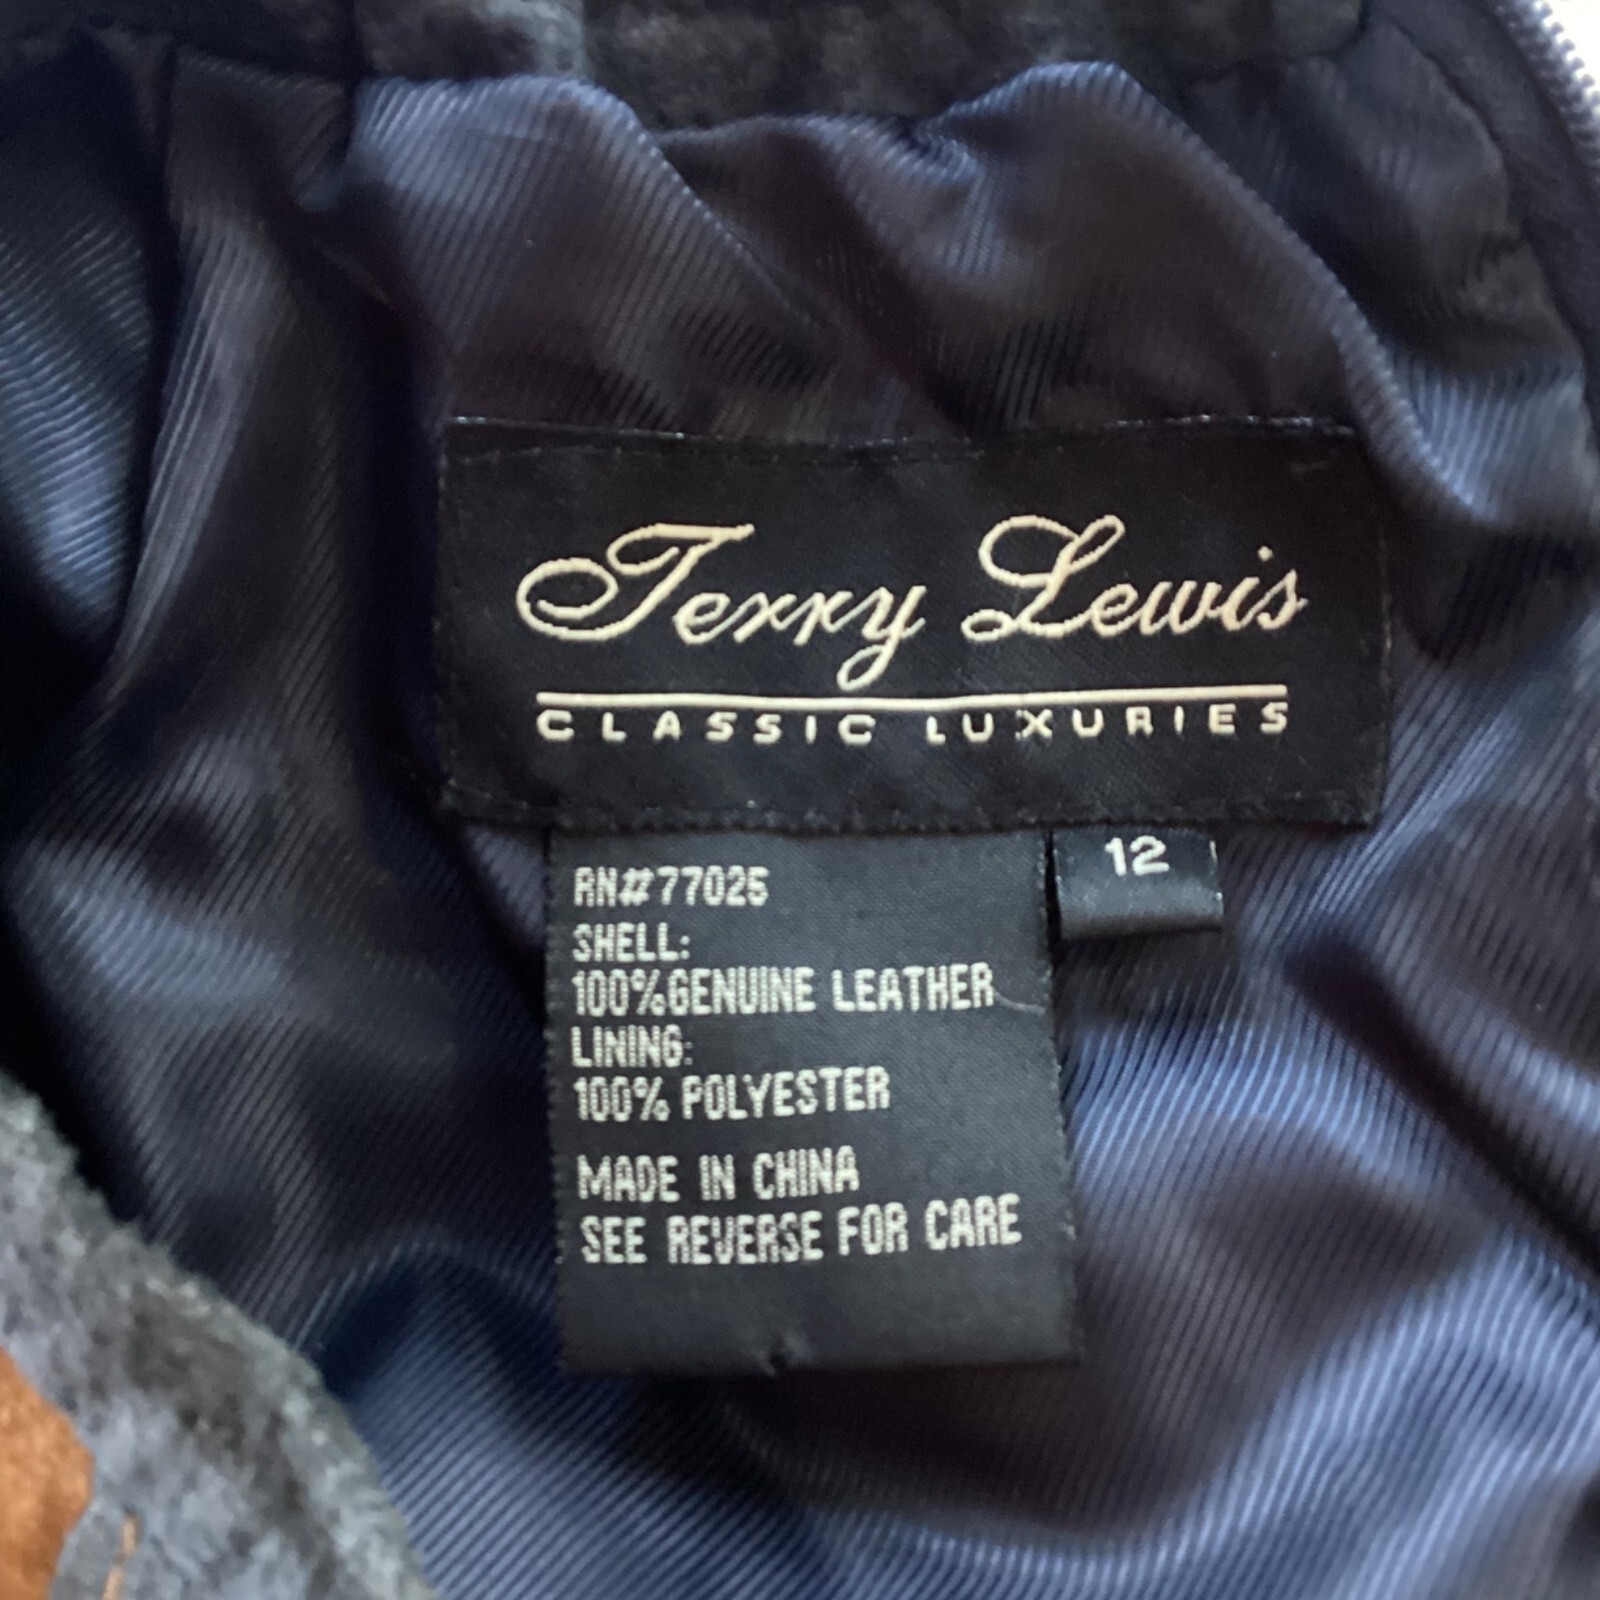 Terry Lewis
CLASSIC LUXURIES
12
RN#77025
SHELL:
100%GENUINE LEATHER
LINING:
100% POLYESTER
MADE IN CHINA
SEE REVERSE FOR CARE